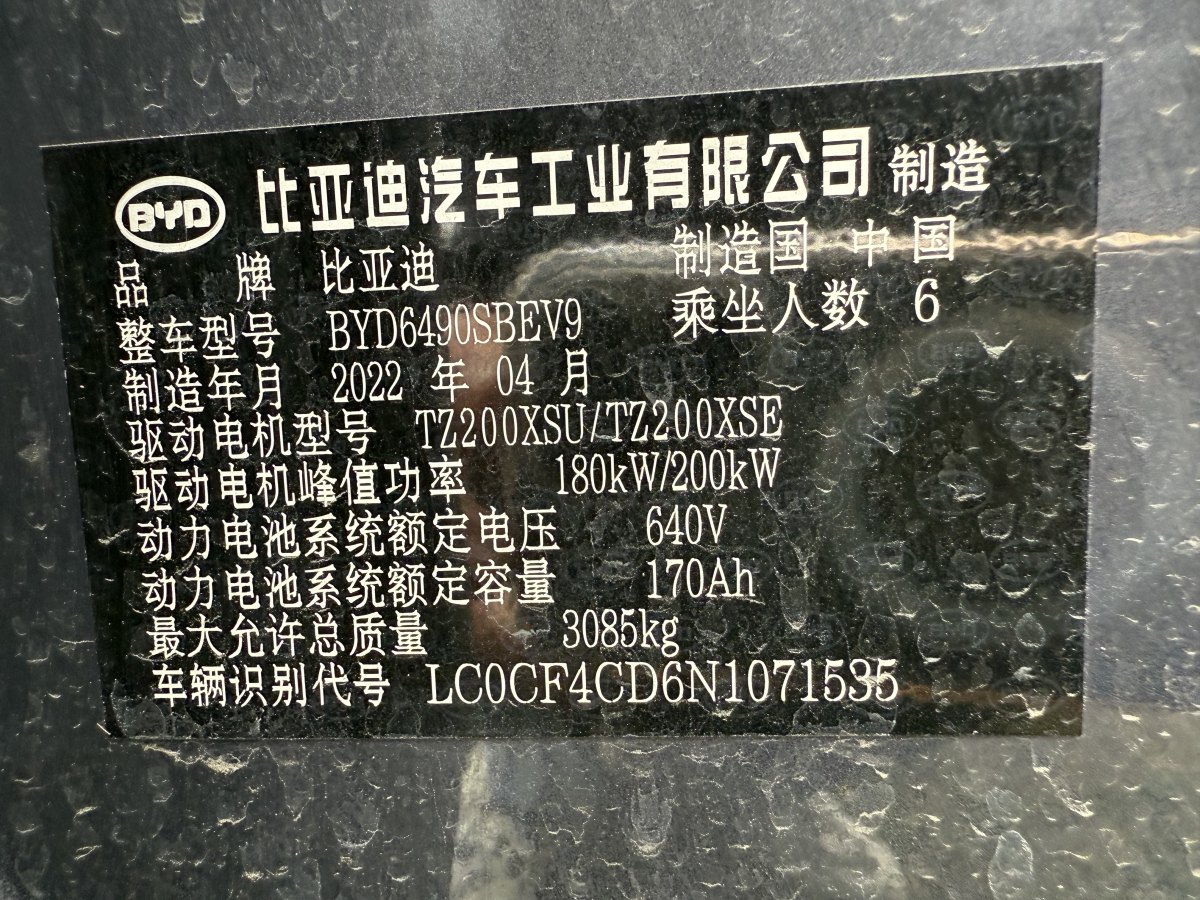 BYD 比亚迪汽车工业有限公司 制造
品 牌 比亚迪 制造国 中国
整车型号 BYD6490SBEV9 乘坐人数 6
制造年月 2022 年 04 月
驱动电机型号 TZ200XSU/TZ200XSE
驱动电机峰值功率 180kW/200kW
动力电池系统额定电压 640V
动力电池系统额定容量 170Ah
最大允许总质量 3085kg
车辆识别代号 LC0CF4CD6N1071535